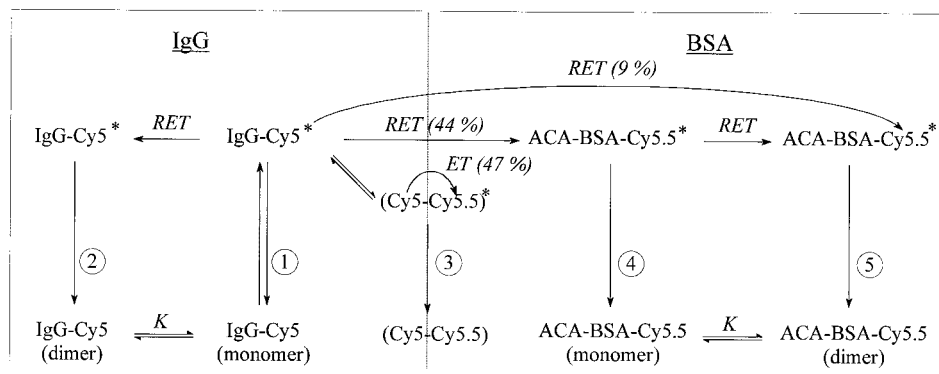 IgG BSA
RET (9 %)
IgG-Cy5* RET IgG-Cy5* RET (44 %) ACA-BSA-Cy5.5* RET ACA-BSA-Cy5.5*
ET (47 %)
(Cy5-Cy5.5)*
2 1 3 4 5
IgG-Cy5 K IgG-Cy5 (Cy5-Cy5.5) ACA-BSA-Cy5.5 K ACA-BSA-Cy5.5
(dimer) (monomer) (monomer) (dimer)